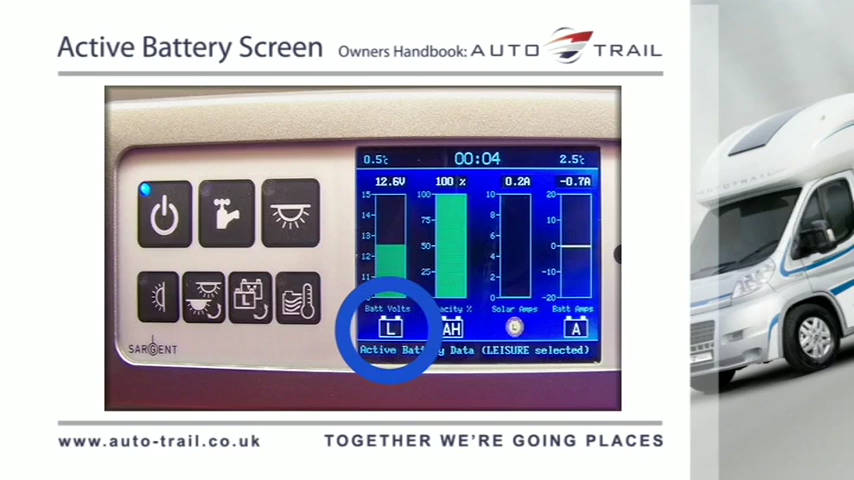 Active Battery Screen Owners Handbook: AUTO TRAIL
0.5℃ 00:04 2.5℃
12.6V 100 % 0.2A -0.7A
15 100 10 20
14 75 8 10
13 50 6 0
12 25 4 -10
11 2 -20
0
Batt Volts Capacity % Solar Amps Batt Amps
L AH L A
Active Battery Data (LEISURE selected)
L
SARGENT
AUTOTRAIL
www.auto-trail.co.uk TOGETHER WE'RE GOING PLACES